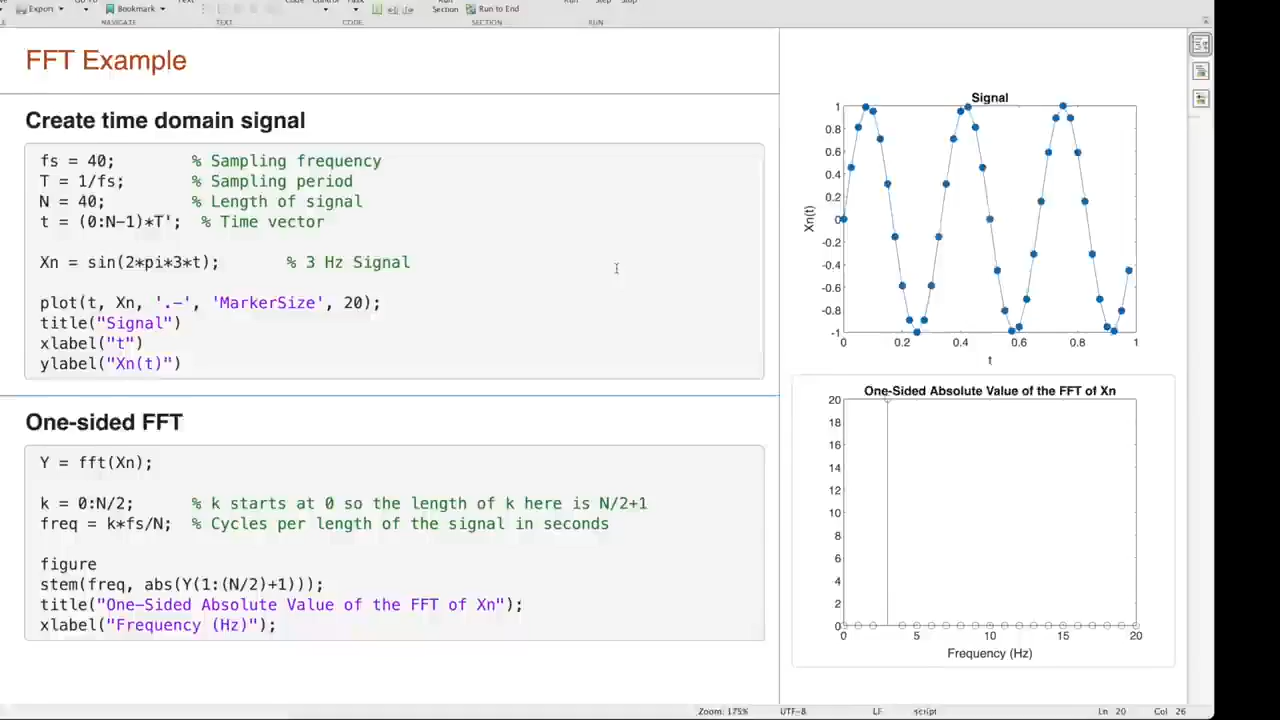 Export
Bookmark
Section
Run to End
NAVIGATE
TEXT
CODE
SECTION
RUN
FFT Example
Create time domain signal
fs = 40;        % Sampling frequency
T = 1/fs;       % Sampling period
N = 40;         % Length of signal
t = (0:N-1)*T';  % Time vector
Xn = sin(2*pi*3*t);       % 3 Hz Signal
plot(t, Xn, '.-', 'MarkerSize', 20);
title("Signal")
xlabel("t")
ylabel("Xn(t)")
One-sided FFT
Y = fft(Xn);
k = 0:N/2;      % k starts at 0 so the length of k here is N/2+1
freq = k*fs/N;  % Cycles per length of the signal in seconds
figure
stem(freq, abs(Y(1:(N/2)+1)));
title("One-Sided Absolute Value of the FFT of Xn");
xlabel("Frequency (Hz)");
Signal
1
0.8
0.6
0.4
0.2
0
-0.2
-0.4
-0.6
-0.8
-1
Xn(t)
0 0.2 0.4 0.6 0.8 1
t
One-Sided Absolute Value of the FFT of Xn
20
18
16
14
12
10
8
6
4
2
0
0 5 10 15 20
Frequency (Hz)
Zoom: 175% UTF-8 LF script Ln 20 Col 26